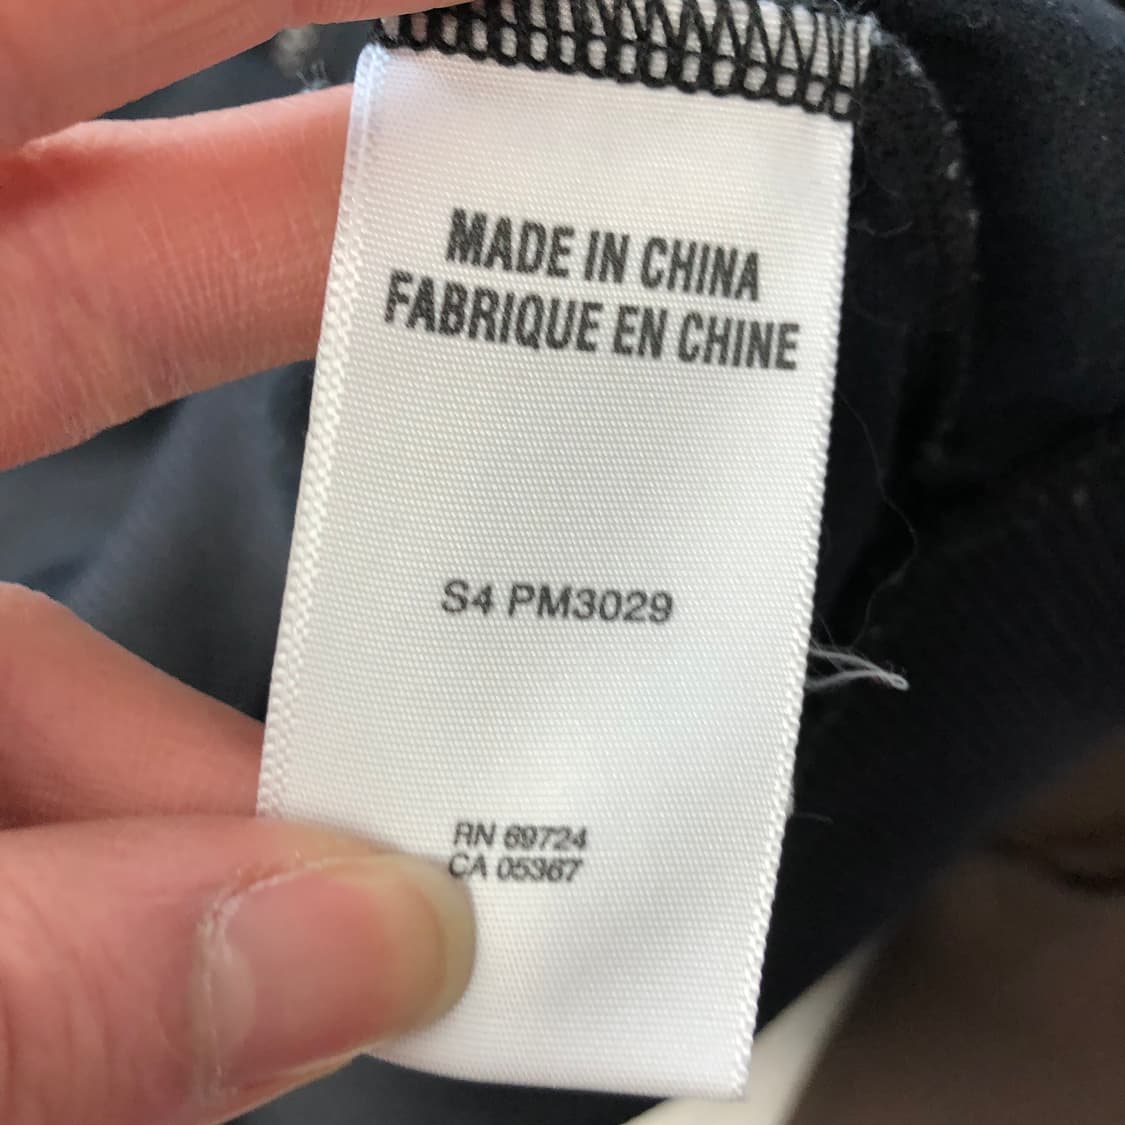 MADE IN CHINA
FABRIQUE EN CHINE
S4 PM3029
RN 69724
CA 05367